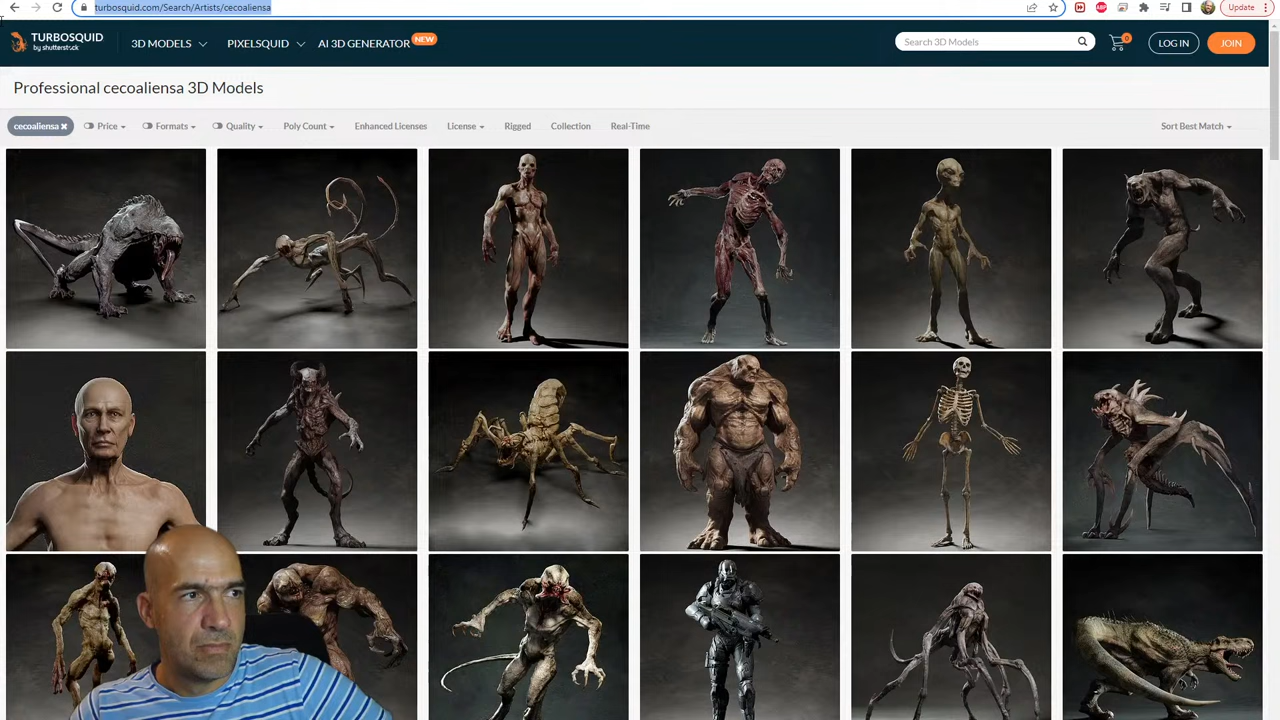 turbosquid.com/Search/Artists/cecoaliensa
Update
TURBOSQUID
by shutterstock
3D MODELS
PIXELSQUID
AI 3D GENERATOR
NEW
Search 3D Models
0
LOG IN
JOIN
Professional cecoaliensa 3D Models
cecoaliensa
Price
Formats
Quality
Poly Count
Enhanced Licenses
License
Rigged
Collection
Real-Time
Sort Best Match
ABP